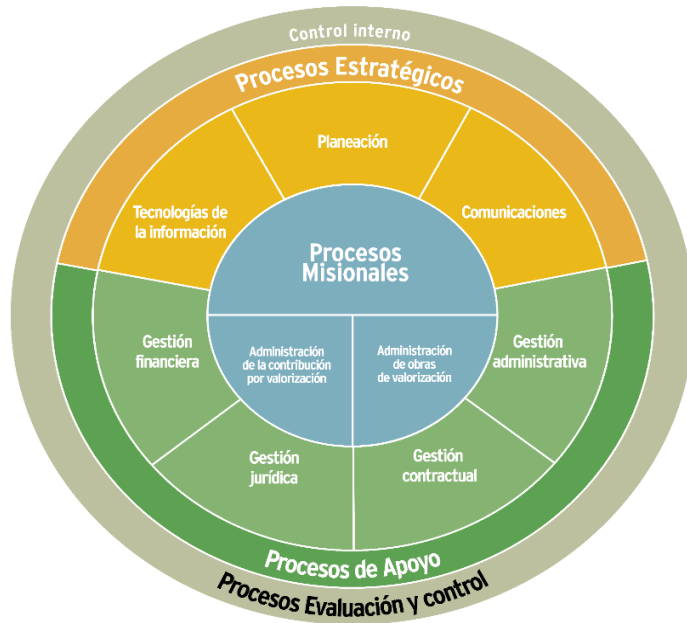 Control interno
Procesos Estratégicos
Planeación
Tecnologías de
la información
Comunicaciones
Procesos
Misionales
Gestión
financiera
Administración
de la contribución
por valorización
Administración
de obras
de valorización
Gestión
administrativa
Gestión
jurídica
Gestión
contractual
Procesos de Apoyo
Procesos Evaluación y control